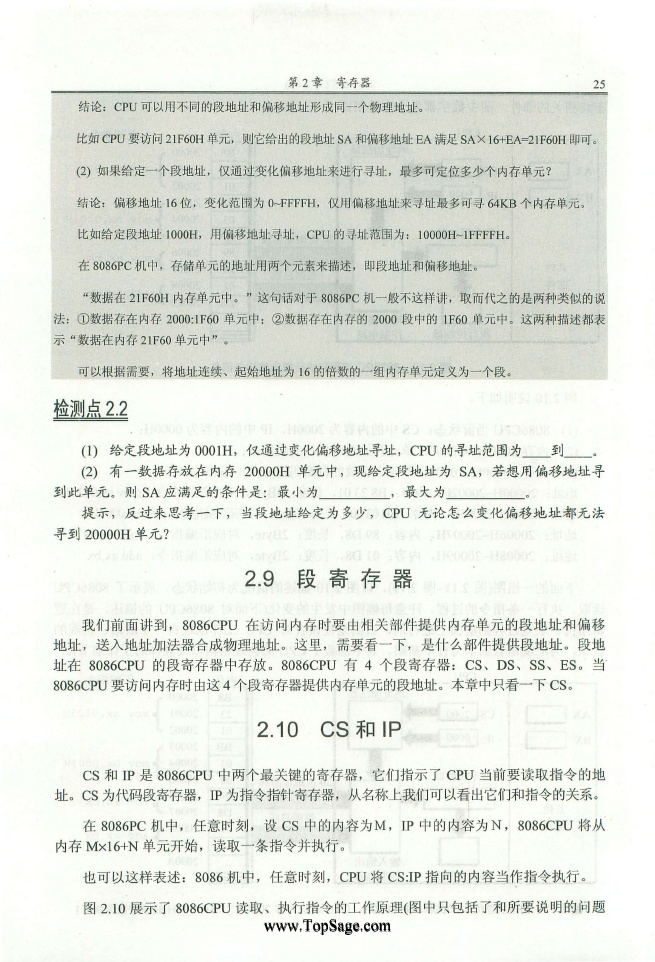 第 2 章 寄存器 25
结论：CPU 可以用不同的段地址和偏移地址形成同一个物理地址。
比如 CPU 要访问 21F60H 单元，则它给出的段地址 SA 和偏移地址 EA 满足 SA×16+EA=21F60H 即可。
(2) 如果给定一个段地址，仅通过变化偏移地址来进行寻址，最多可定位多少个内存单元？
结论：偏移地址 16 位，变化范围为 0~FFFFH，仅用偏移地址来寻址最多可寻 64KB 个内存单元。
比如给定段地址 1000H，用偏移地址寻址，CPU 的寻址范围为：10000H~1FFFFH。
在 8086PC 机中，存储单元的地址用两个元素来描述，即段地址和偏移地址。
“数据在 21F60H 内存单元中。”这句话对于 8086PC 机一般不这样讲，取而代之的是两种类似的说
法：①数据存在内存 2000:1F60 单元中；②数据存在内存的 2000 段中的 1F60 单元中。这两种描述都表
示“数据在内存 21F60 单元中”。
可以根据需要，将地址连续、起始地址为 16 的倍数的一组内存单元定义为一个段。
检测点 2.2
(1) 给定段地址为 0001H，仅通过变化偏移地址寻址，CPU 的寻址范围为____到____。
(2) 有一数据存放在内存 20000H 单元中，现给定段地址为 SA，若想用偏移地址寻
到此单元。则 SA 应满足的条件是：最小为__________，最大为__________。
提示，反过来思考一下，当段地址给定为多少，CPU 无论怎么变化偏移地址都无法
寻到 20000H 单元？
2.9 段 寄 存 器
我们前面讲到，8086CPU 在访问内存时要由相关部件提供内存单元的段地址和偏移
地址，送入地址加法器合成物理地址。这里，需要看一下，是什么部件提供段地址。段地
址在 8086CPU 的段寄存器中存放。8086CPU 有 4 个段寄存器：CS、DS、SS、ES。当
8086CPU 要访问内存时由这 4 个段寄存器提供内存单元的段地址。本章中只看一下 CS。
2.10 CS 和 IP
CS 和 IP 是 8086CPU 中两个最关键的寄存器，它们指示了 CPU 当前要读取指令的地
址。CS 为代码段寄存器，IP 为指令指针寄存器，从名称上我们可以看出它们和指令的关系。
在 8086PC 机中，任意时刻，设 CS 中的内容为M，IP 中的内容为N，8086CPU 将从
内存 M×16+N 单元开始，读取一条指令并执行。
也可以这样表述：8086 机中，任意时刻，CPU 将 CS:IP 指向的内容当作指令执行。
图 2.10 展示了 8086CPU 读取、执行指令的工作原理(图中只包括了和所要说明的问题
www.TopSage.com